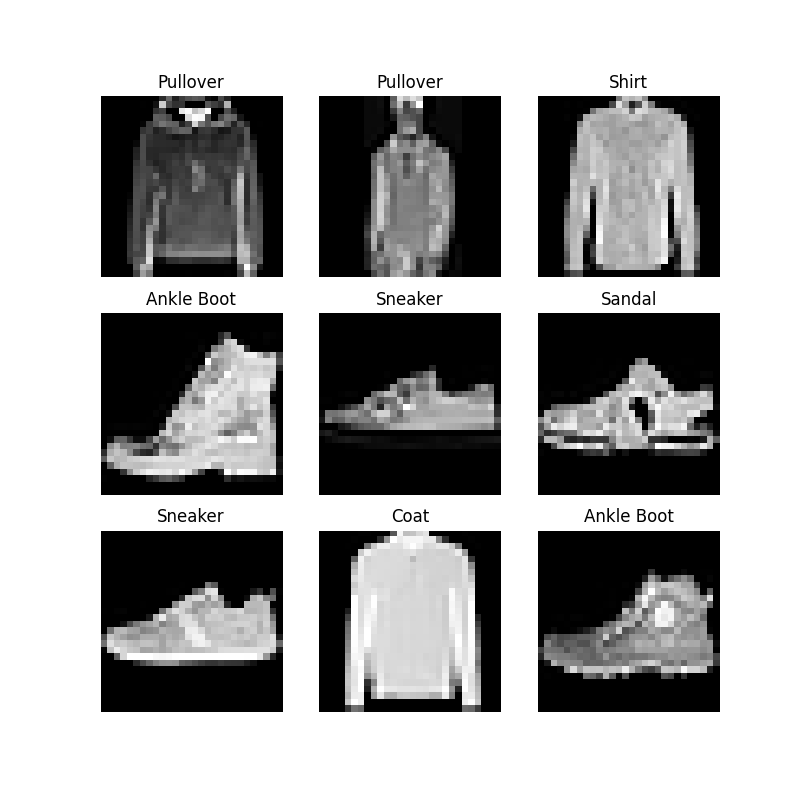 Pullover
Pullover
Shirt
Ankle Boot
Sneaker
Sandal
Sneaker
Coat
Ankle Boot